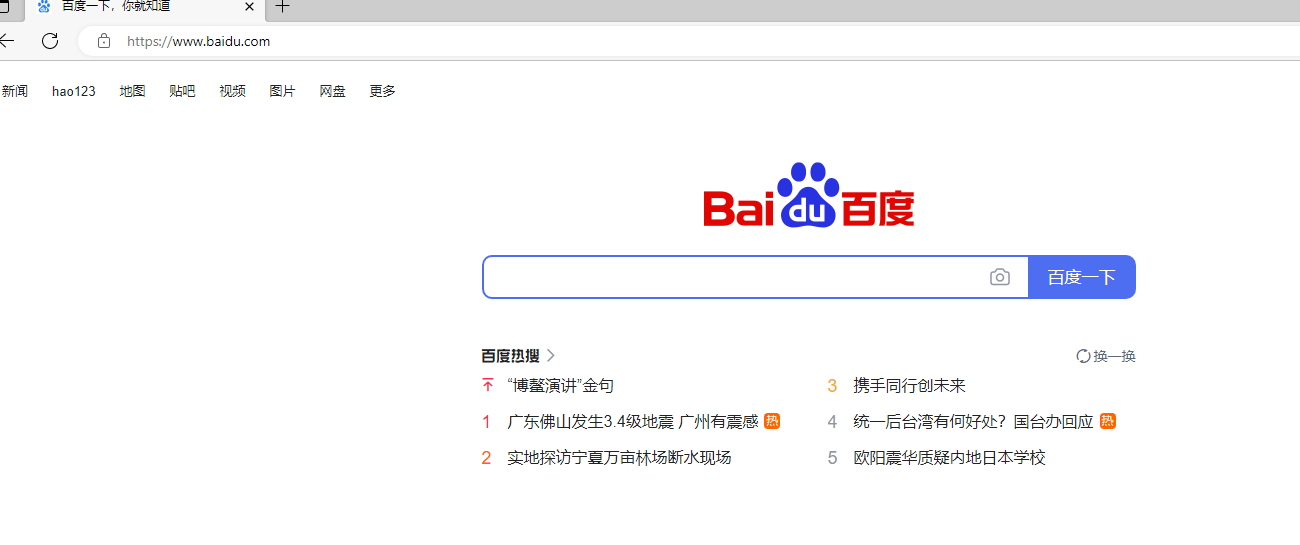 百度一下，你就知道
https://www.baidu.com
新闻 hao123 地图 贴吧 视频 图片 网盘 更多
Bai du 百度
百度一下
百度热搜 换一换
“博鳌演讲”金句
1 广东佛山发生3.4级地震 广州有震感 热
2 实地探访宁夏万亩林场断水现场
3 携手同行创未来
4 统一后台湾有何好处？国台办回应 热
5 欧阳震华质疑内地日本学校